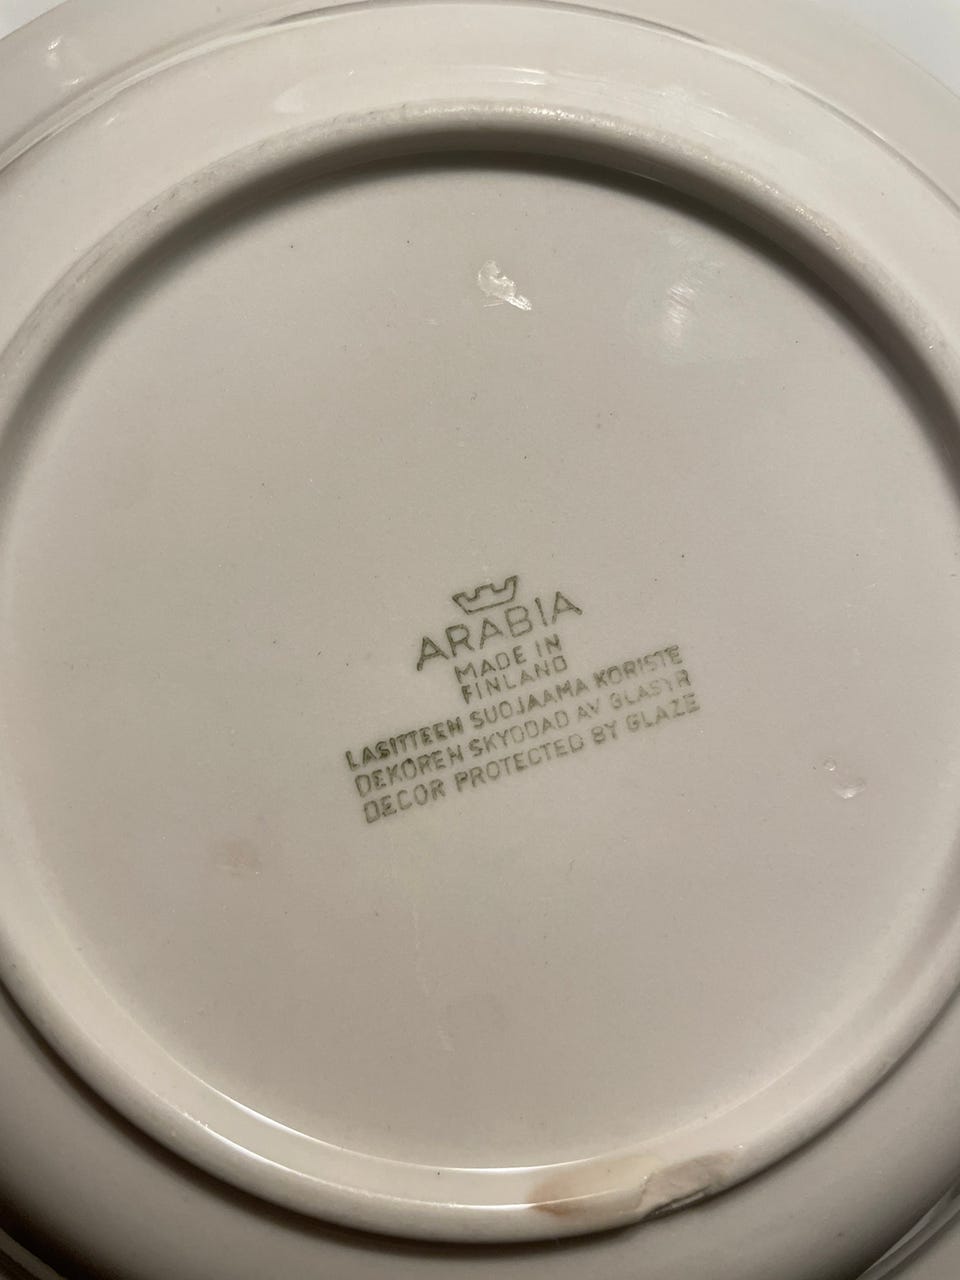 ARABIA
MADE IN
FINLAND
LASITTEEN SUOJAAMA KORISTE
DEKOREN SKYDDAD AV GLASYR
DECOR PROTECTED BY GLAZE